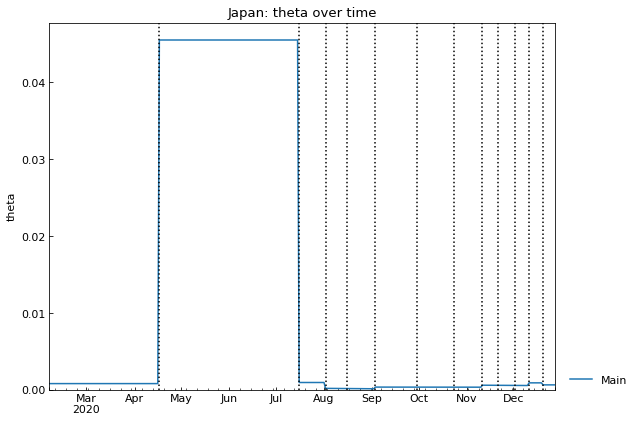 Japan: theta over time
theta
0.04
0.03
0.02
0.01
0.00
Mar Apr May Jun Jul Aug Sep Oct Nov Dec
2020
Main